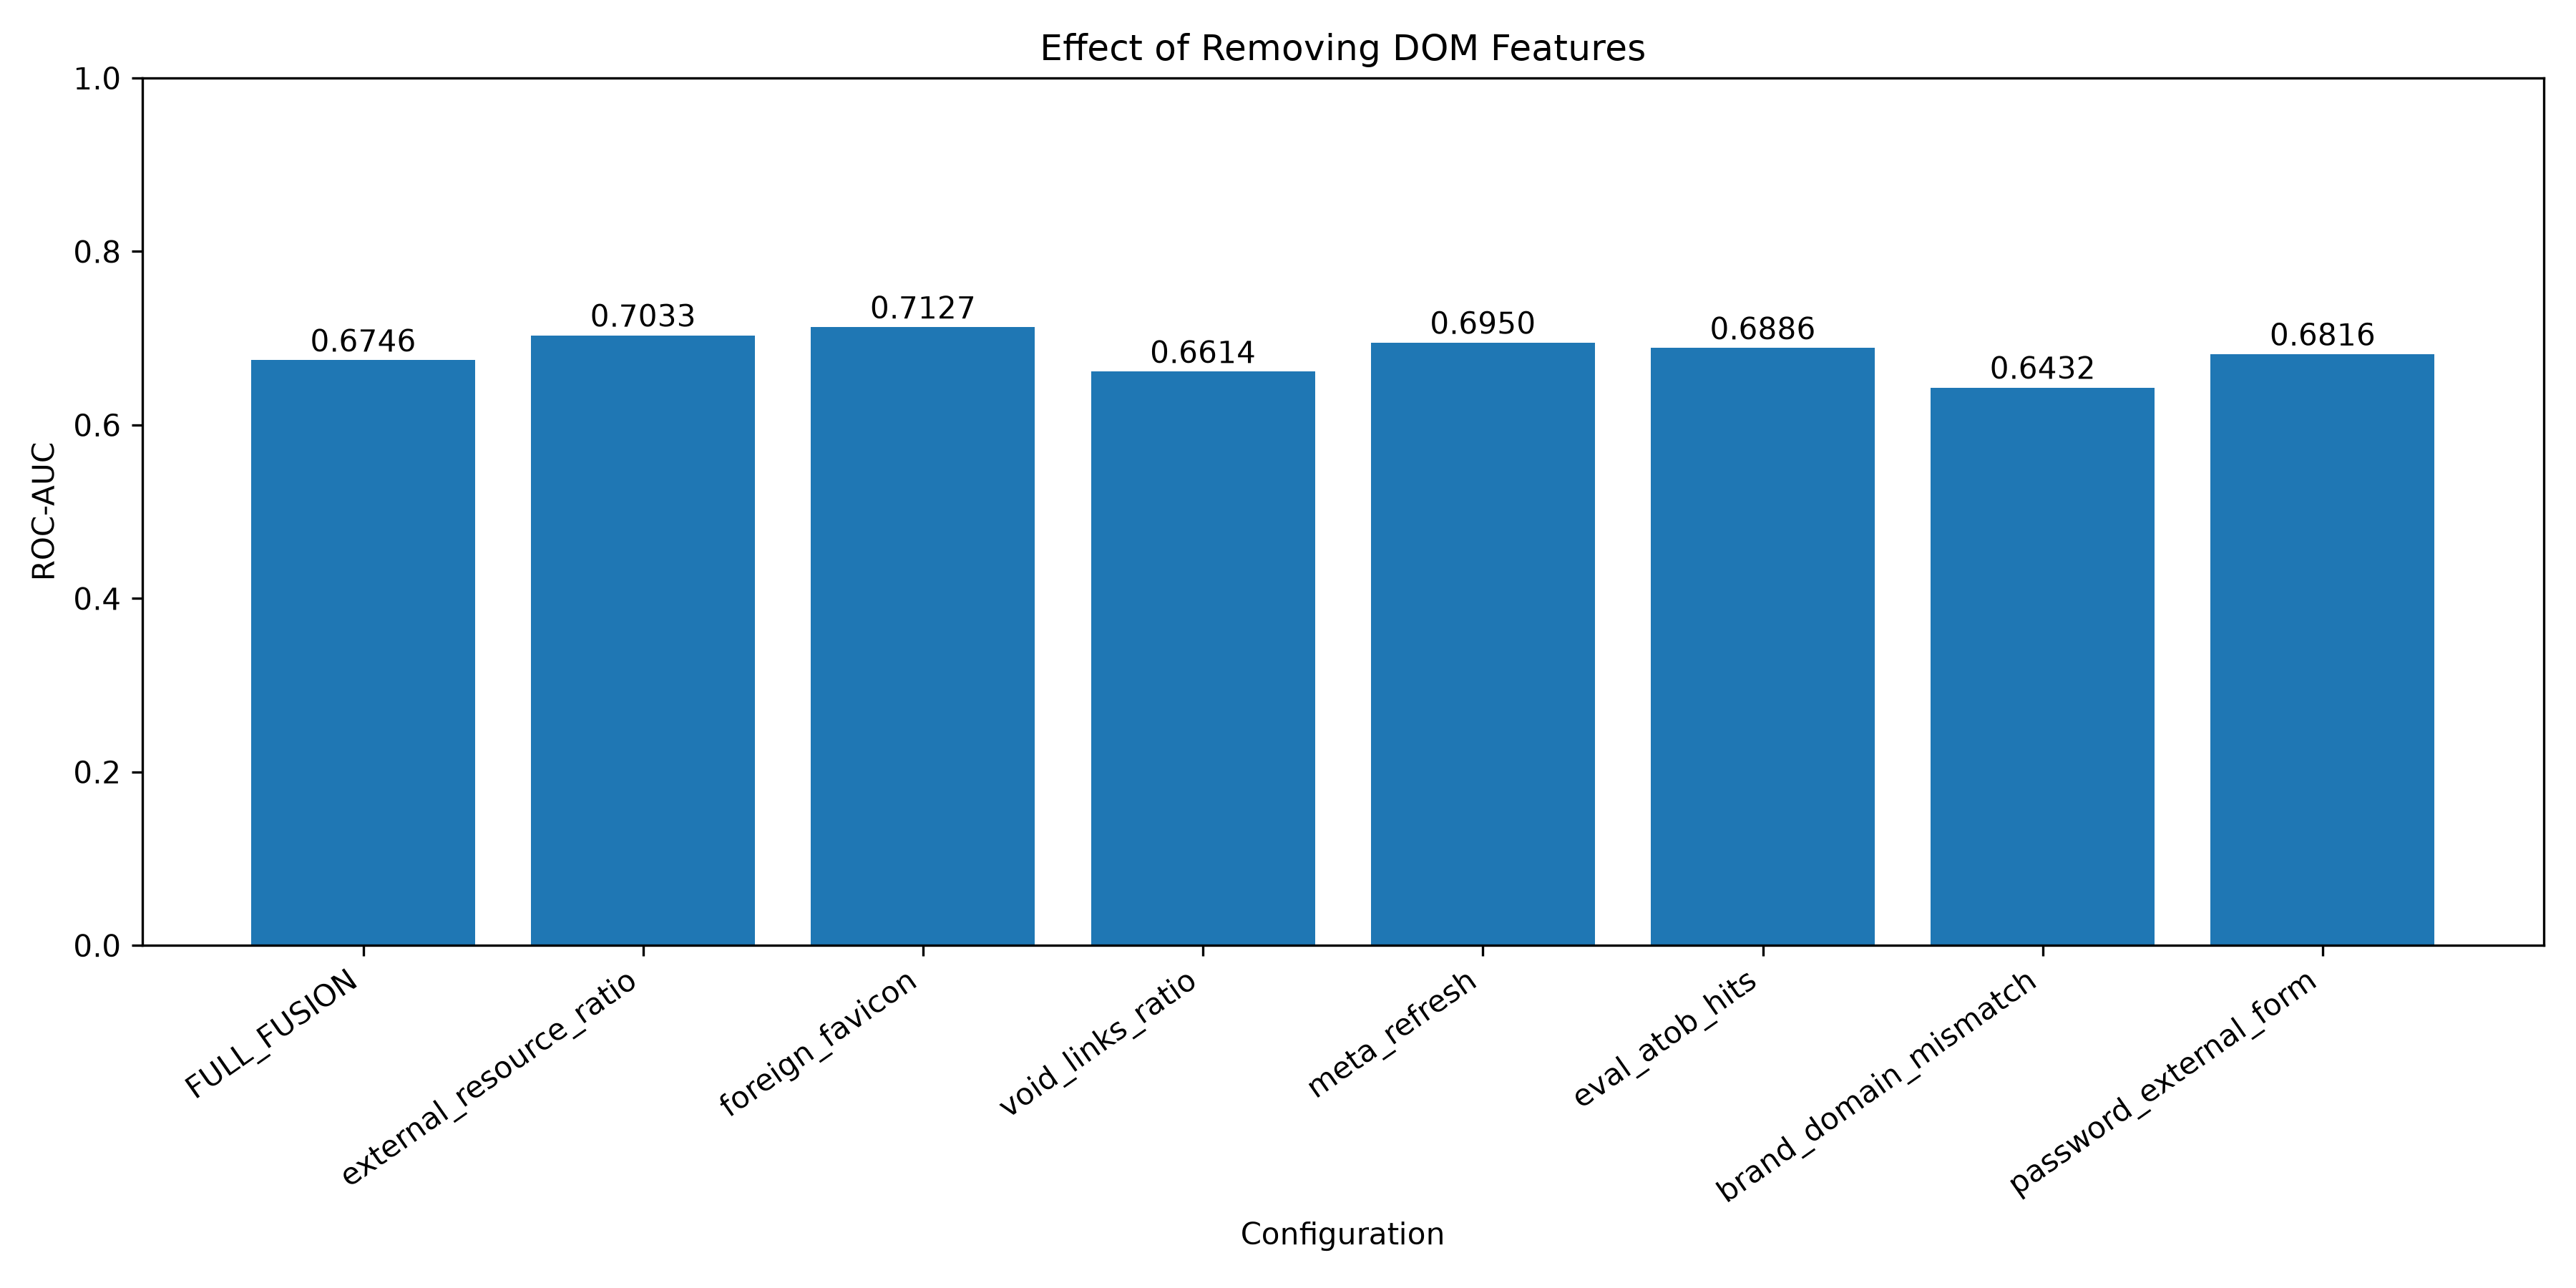 Effect of Removing DOM Features
ROC-AUC
1.0
0.8
0.6
0.4
0.2
0.0
0.6746
0.7033
0.7127
0.6614
0.6950
0.6886
0.6432
0.6816
FULL_FUSION
external_resource_ratio
foreign_favicon
void_links_ratio
meta_refresh
eval_atob_hits
brand_domain_mismatch
password_external_form
Configuration